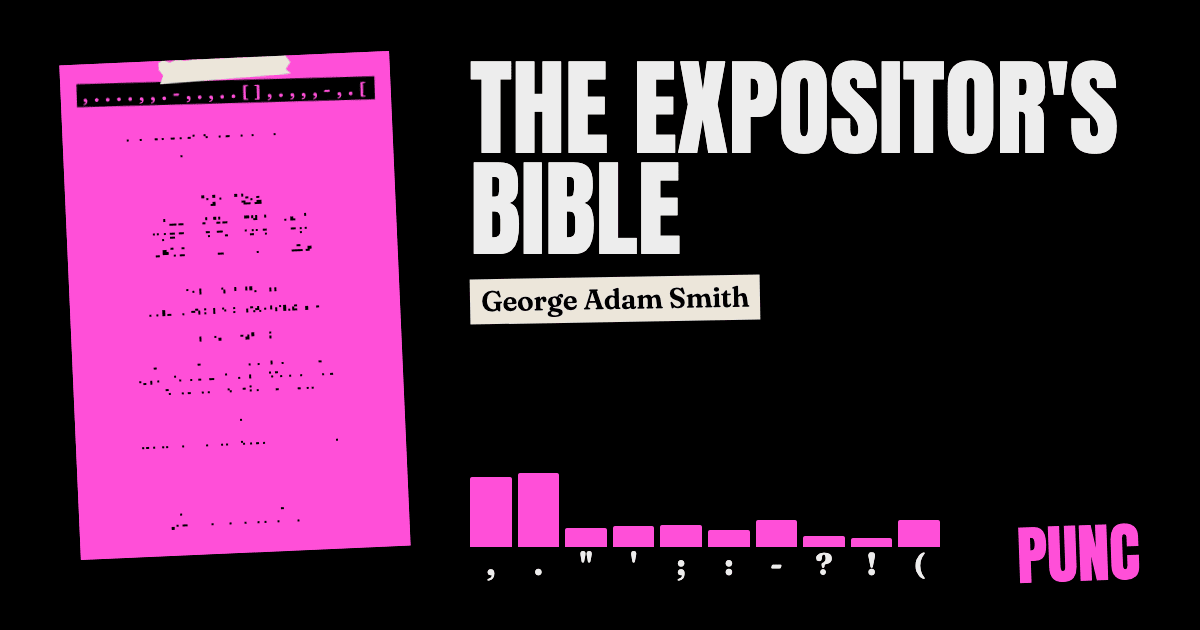 ,....,,.-,.,..[],.,,,-,.[
THE EXPOSITOR'S
BIBLE
George Adam Smith
, . " ' ; : - ? ! (
PUNC